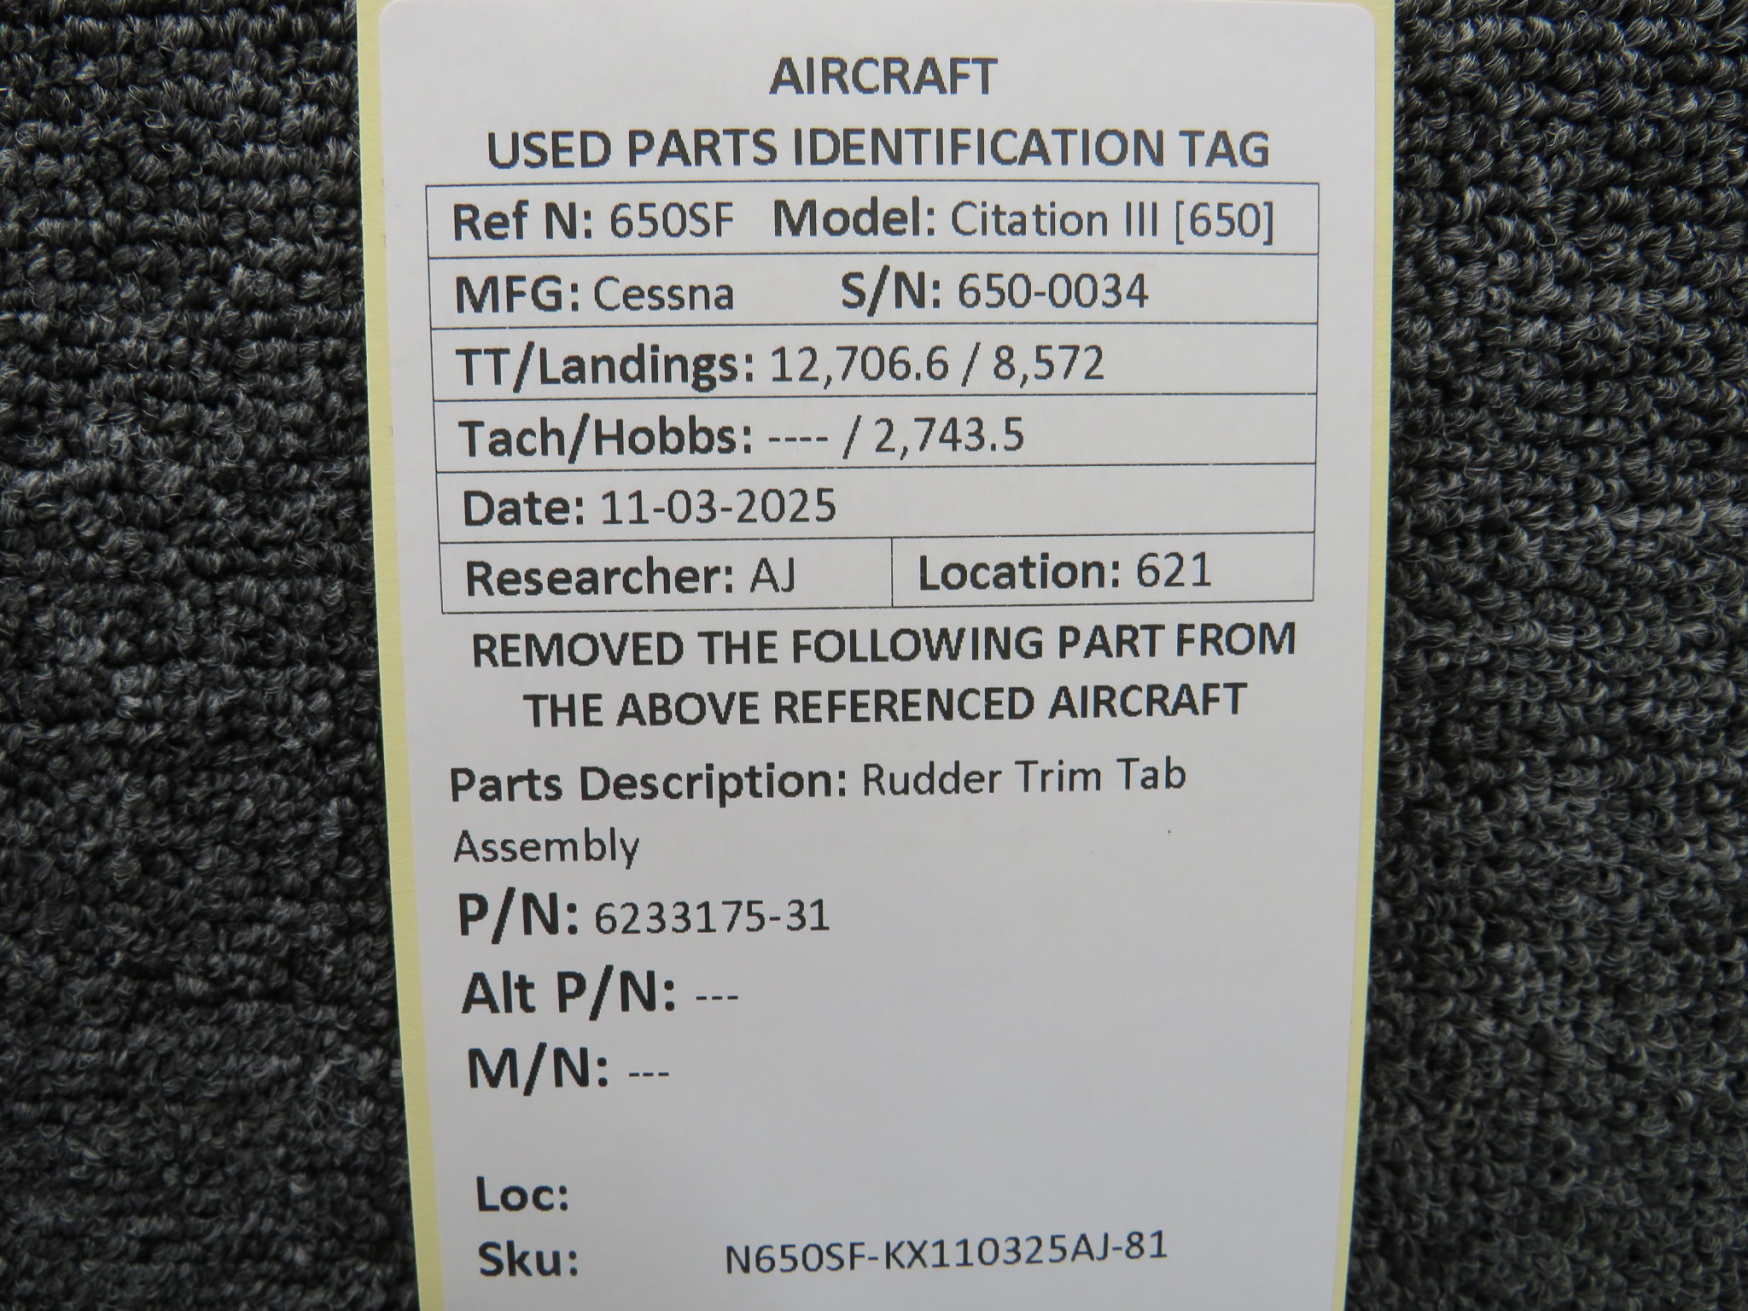 AIRCRAFT
USED PARTS IDENTIFICATION TAG
Ref N: 650SF Model: Citation III [650]
MFG: Cessna S/N: 650-0034
TT/Landings: 12,706.6 / 8,572
Tach/Hobbs: ---- / 2,743.5
Date: 11-03-2025
Researcher: AJ Location: 621
REMOVED THE FOLLOWING PART FROM
THE ABOVE REFERENCED AIRCRAFT
Parts Description: Rudder Trim Tab
Assembly
P/N: 6233175-31
Alt P/N: ---
M/N: ---
Loc:
Sku: N650SF-KX110325AJ-81